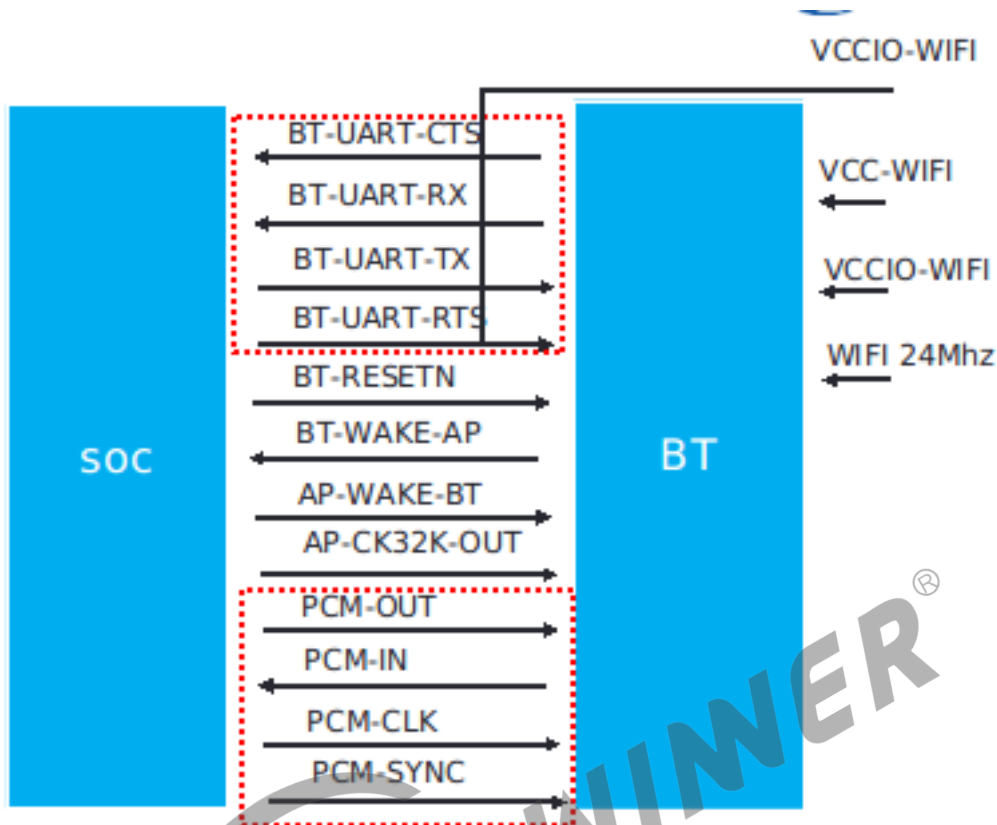 VCCIO-WIFI
BT-UART-CTS
VCC-WIFI
BT-UART-RX
BT-UART-TX
VCCIO-WIFI
BT-UART-RTS
WIFI 24Mhz
BT-RESETN
BT-WAKE-AP
soc
BT
AP-WAKE-BT
AP-CK32K-OUT
PCM-OUT
PCM-IN
PCM-CLK
PCM-SYNC